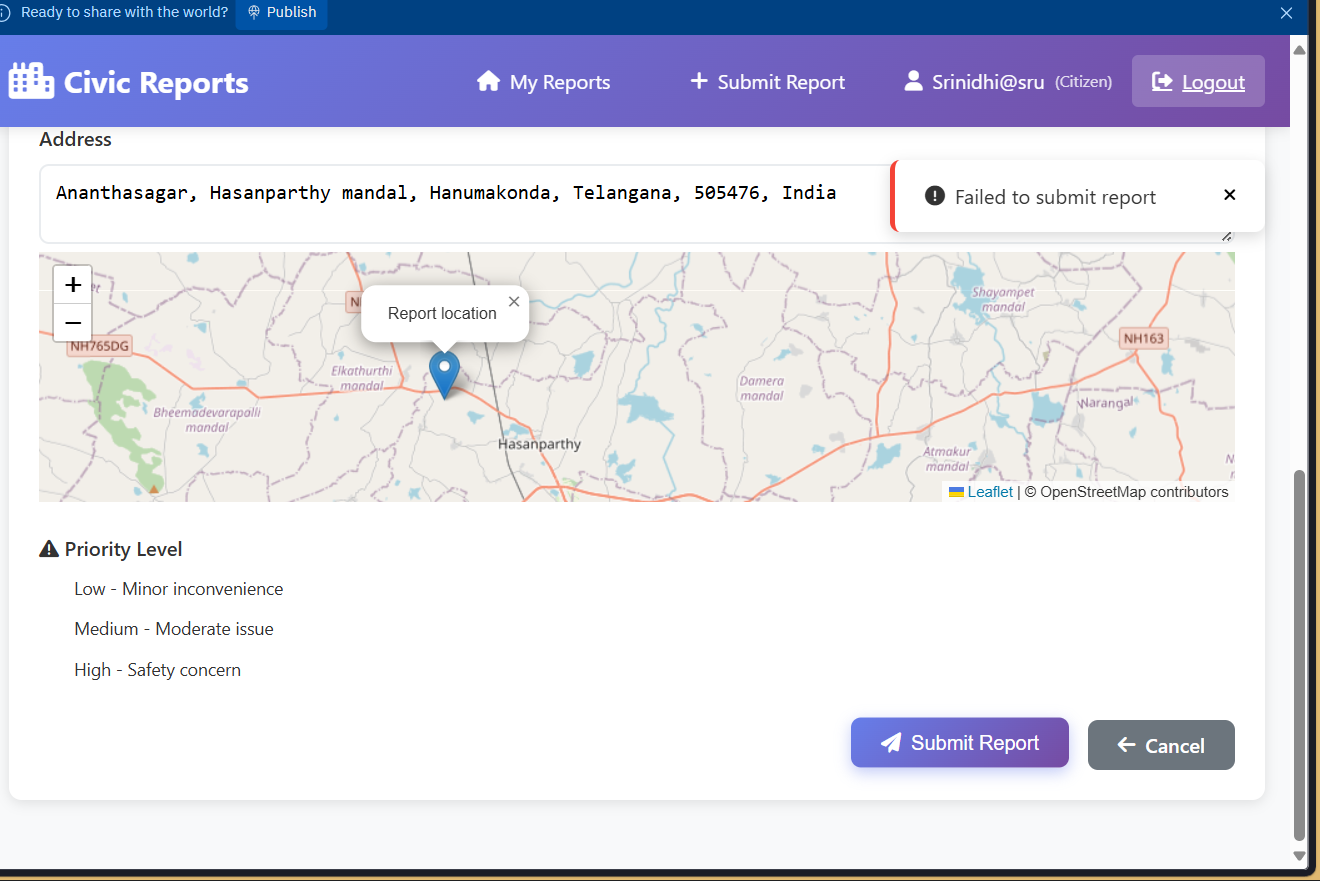 Ready to share with the world?
Publish
Civic Reports
My Reports
Submit Report
Srinidhi@sru (Citizen)
Logout
Address
Ananthasagar, Hasanparthy mandal, Hanumakonda, Telangana, 505476, India
Failed to submit report
+
−
Report location
NH765DG
Elkathurthi
mandal
Bheemadevarapalli
mandal
Hasanparthy
Damera
mandal
Shayampet
mandal
NH163
Narangal
Atmakur
mandal
Leaflet | © OpenStreetMap contributors
Priority Level
Low - Minor inconvenience
Medium - Moderate issue
High - Safety concern
Submit Report
Cancel